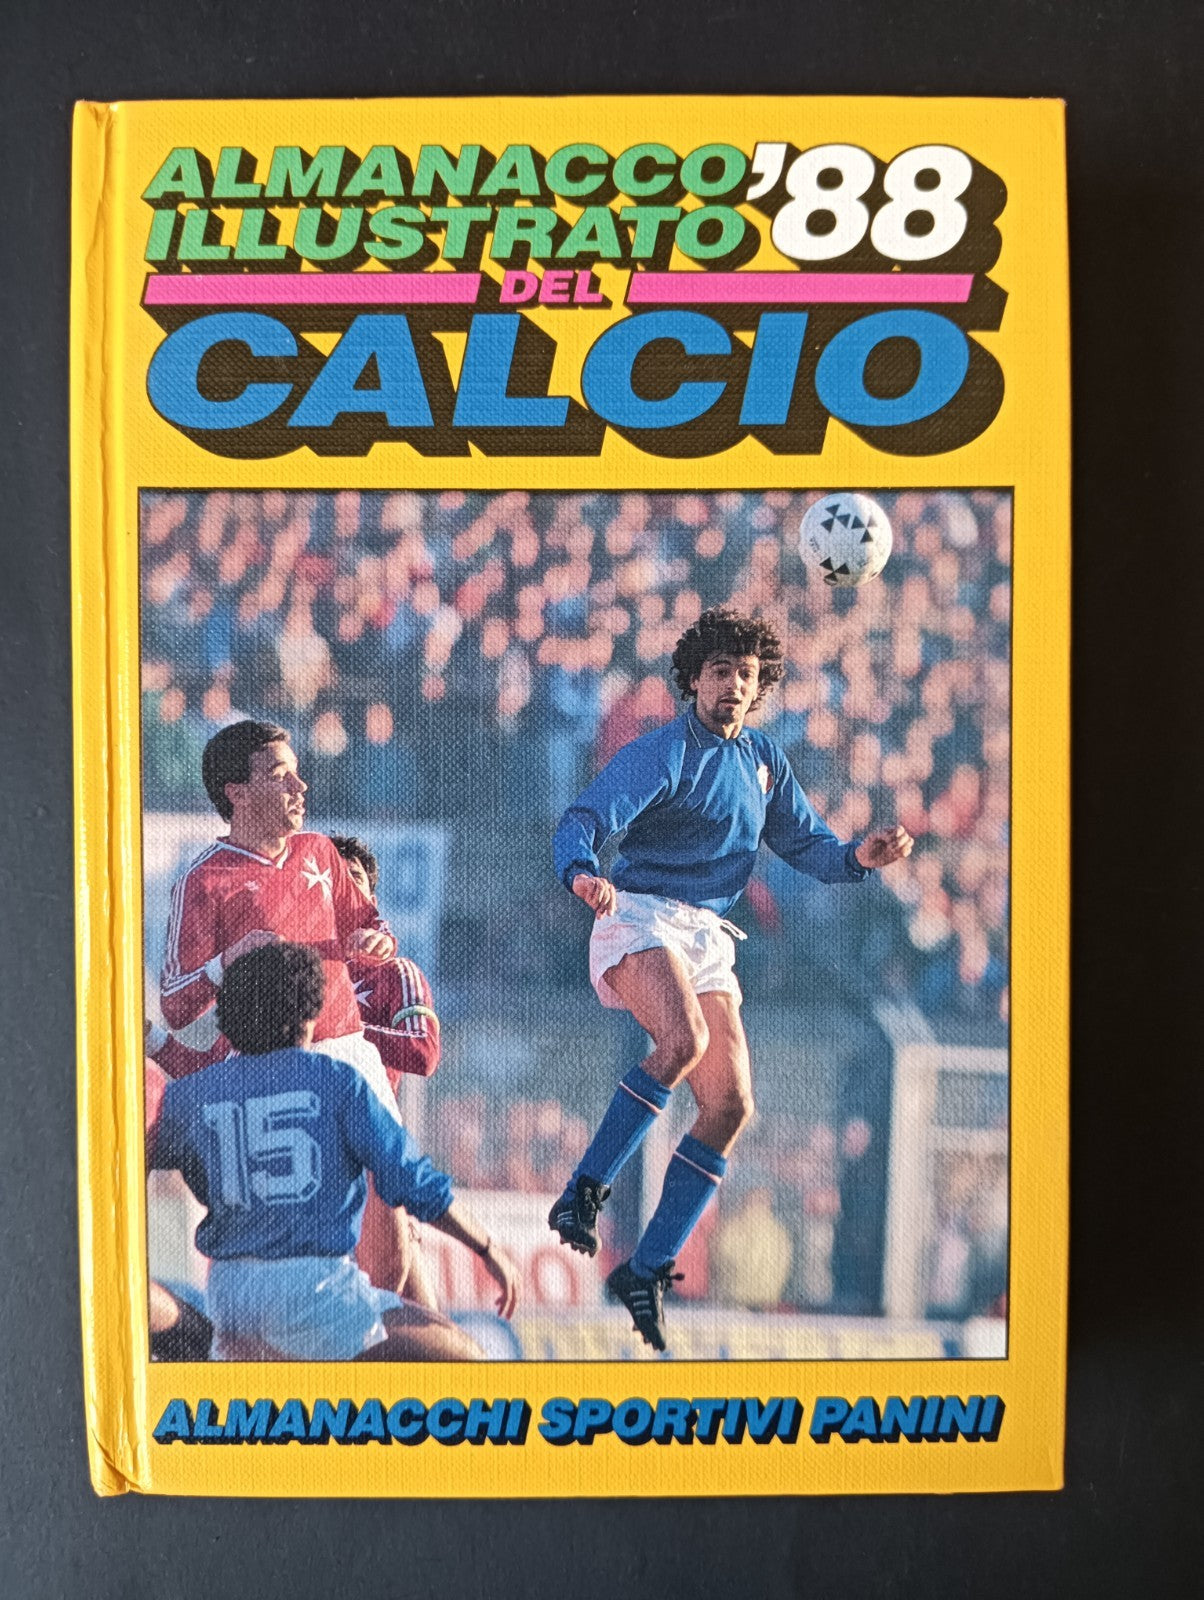 ALMANACCO '88
ILLUSTRATO
DEL
CALCIO
15
ALMANACCHI SPORTIVI PANINI